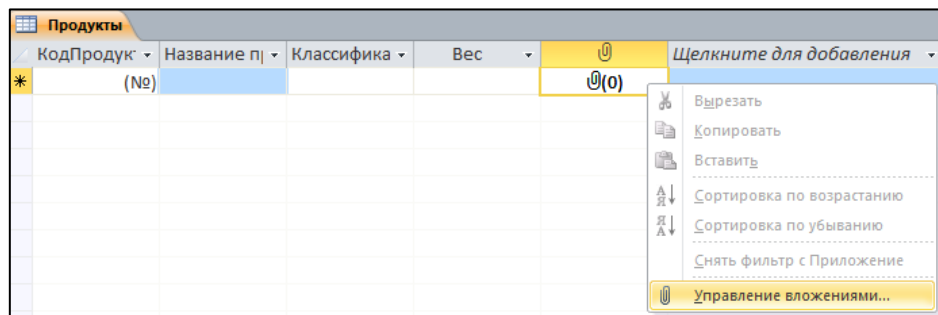 Продукты
КодПродук Название п Классифика Вес Щелкните для добавления
(№) (0)
Вырезать
Копировать
Вставить
Сортировка по возрастанию
Сортировка по убыванию
Снять фильтр с Приложение
Управление вложениями...